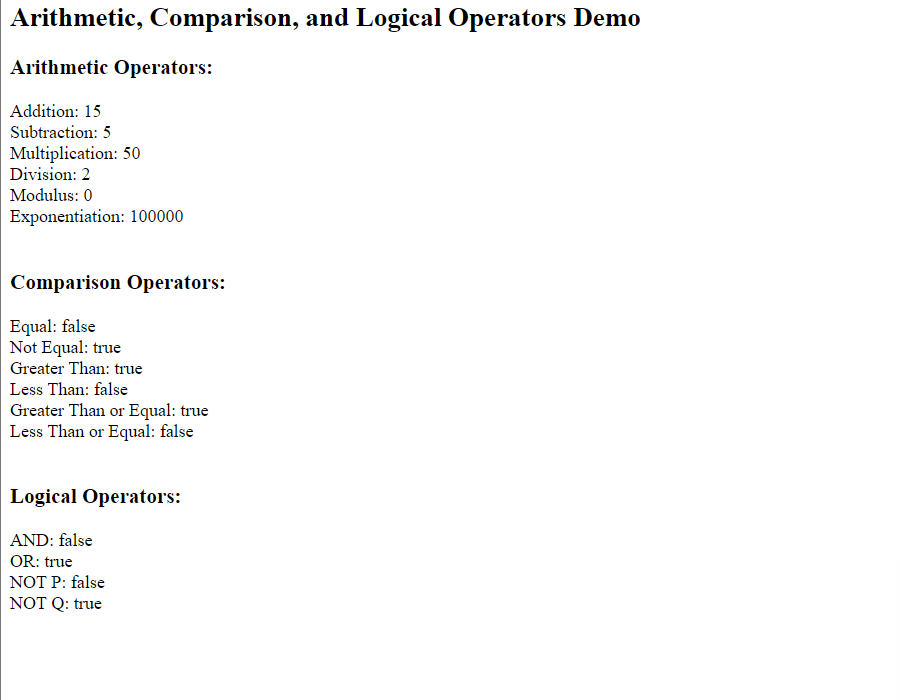 Arithmetic, Comparison, and Logical Operators Demo
Arithmetic Operators:
Addition: 15
Subtraction: 5
Multiplication: 50
Division: 2
Modulus: 0
Exponentiation: 100000
Comparison Operators:
Equal: false
Not Equal: true
Greater Than: true
Less Than: false
Greater Than or Equal: true
Less Than or Equal: false
Logical Operators:
AND: false
OR: true
NOT P: false
NOT Q: true